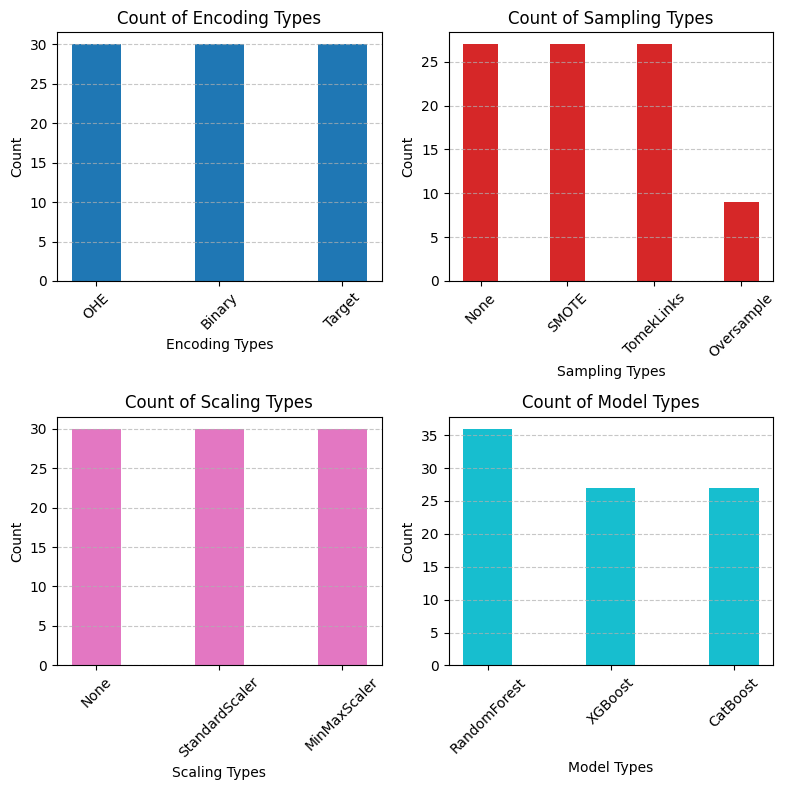 Count of Encoding Types
30
25
20
15
10
5
0
Count
OHE
Binary
Target
Encoding Types
Count of Sampling Types
25
20
15
10
5
0
Count
None
SMOTE
TomekLinks
Oversample
Sampling Types
Count of Scaling Types
30
25
20
15
10
5
0
Count
None
StandardScaler
MinMaxScaler
Scaling Types
Count of Model Types
35
30
25
20
15
10
5
0
Count
RandomForest
XGBoost
CatBoost
Model Types